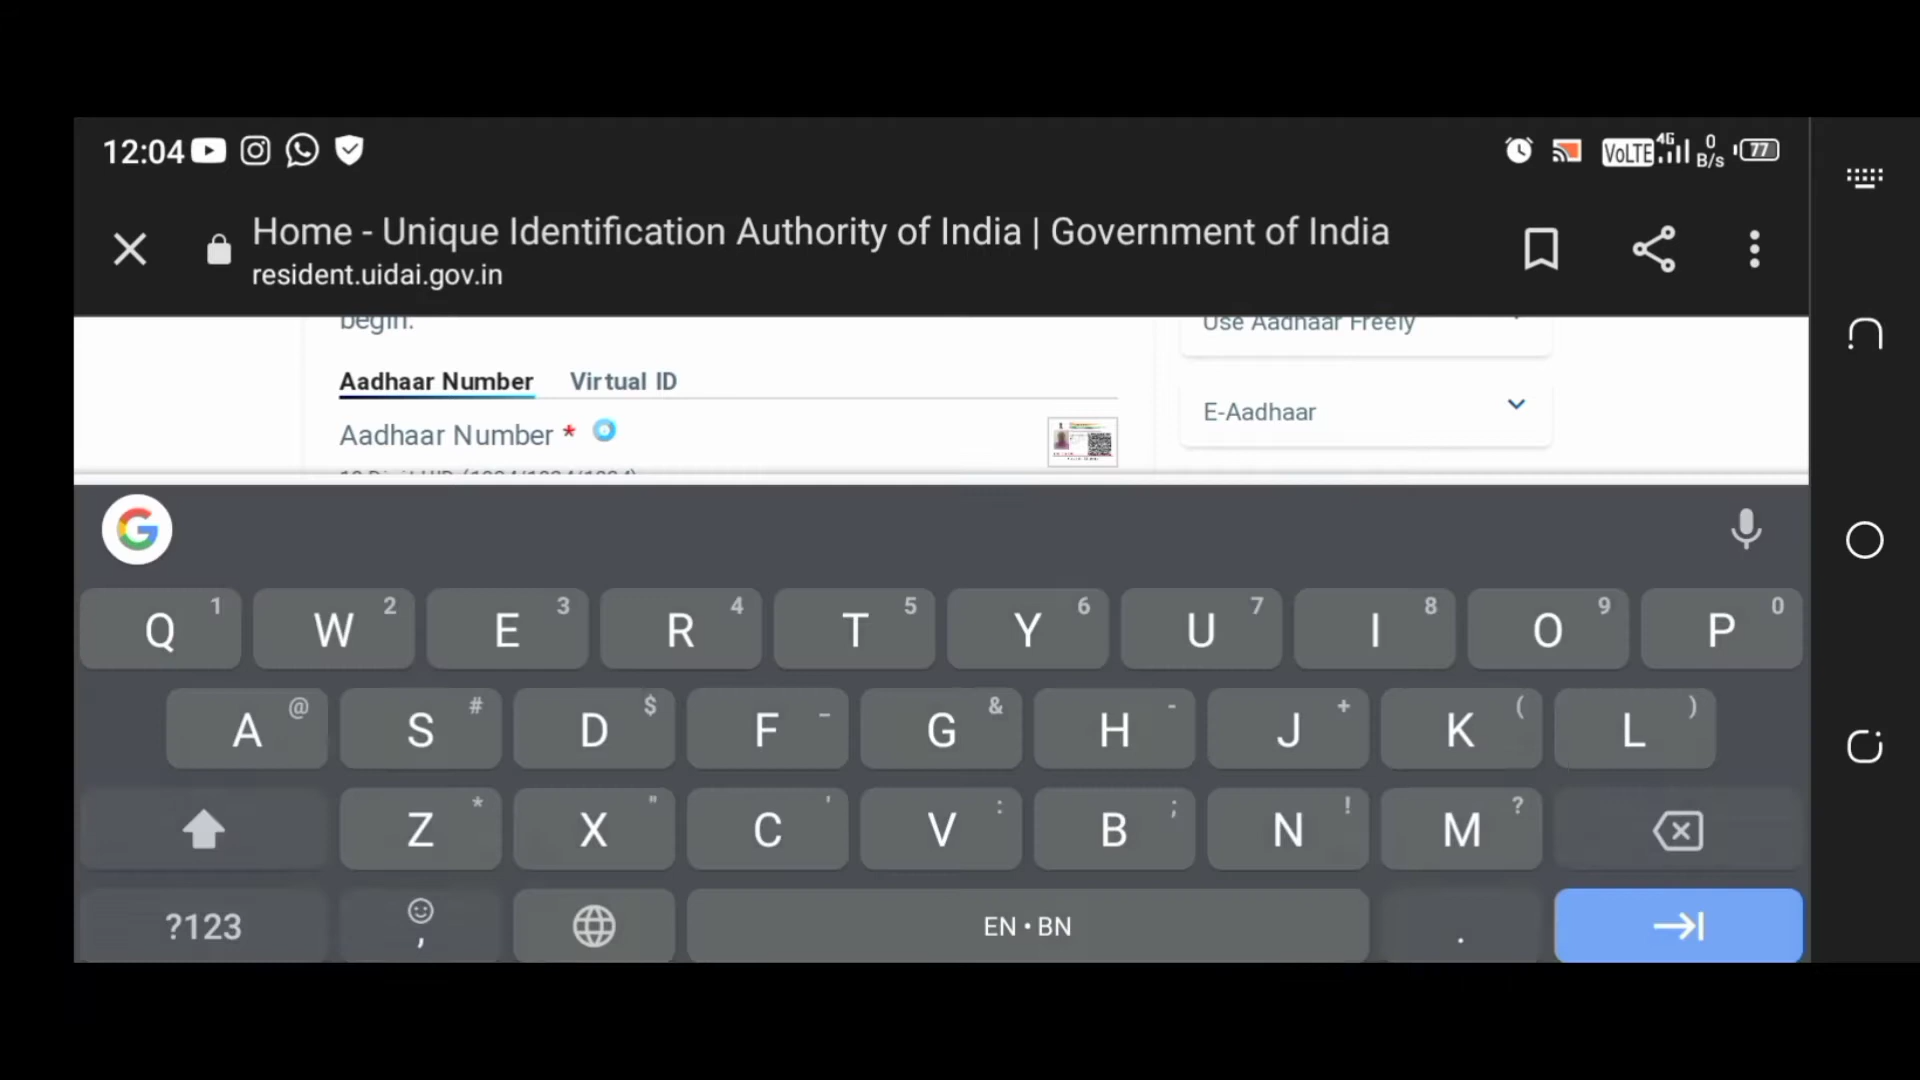 12:04
VoLTE 4G 0 B/s 77
Home - Unique Identification Authority of India | Government of India
resident.uidai.gov.in
begin.
Use Aadhaar Freely
Aadhaar Number Virtual ID
E-Aadhaar
Aadhaar Number *
G
Q 1 W 2 E 3 R 4 T 5 Y 6 U 7 I 8 O 9 P 0
A @ S # D $ F _ G & H - J + K ( L )
Z * X " C ' V : B ; N ! M ?
?123 , EN • BN .